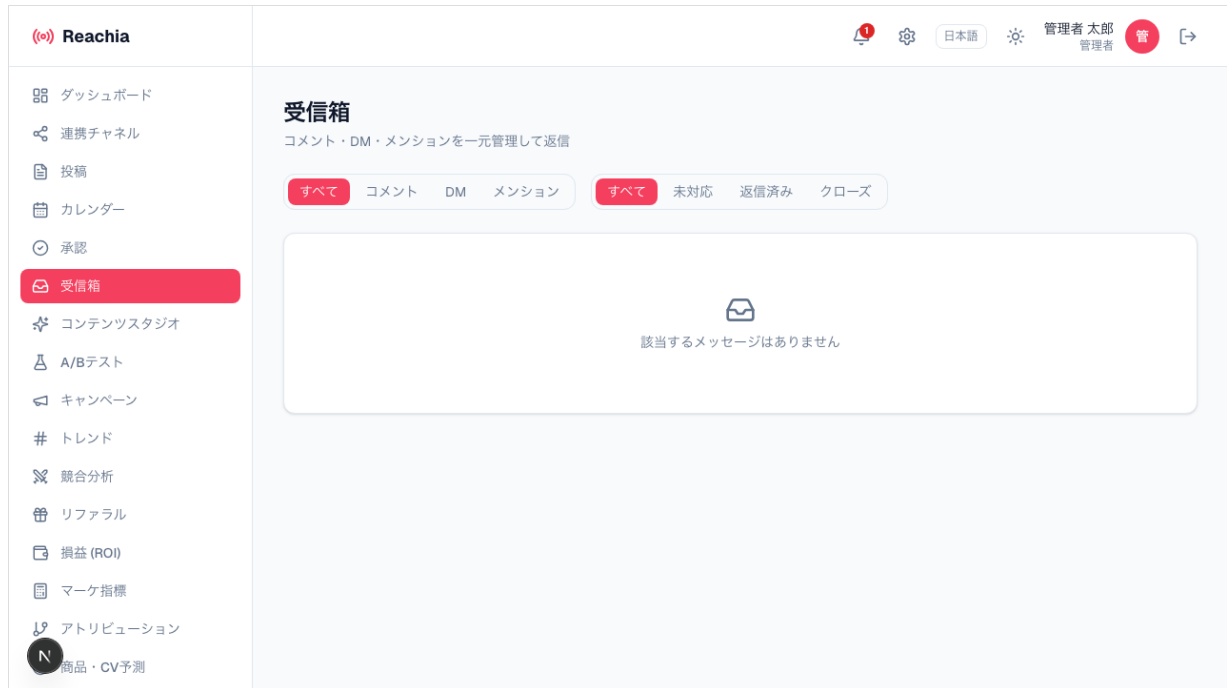 Reachia
1
日本語
管理者 太郎
管理者
管
ダッシュボード
連携チャネル
投稿
カレンダー
承認
受信箱
コンテンツスタジオ
A/Bテスト
キャンペーン
トレンド
競合分析
リファラル
損益 (ROI)
マーケ指標
アトリビューション
商品・CV予測
N
受信箱
コメント・DM・メンションを一元管理して返信
すべて コメント DM メンション すべて 未対応 返信済み クローズ
該当するメッセージはありません